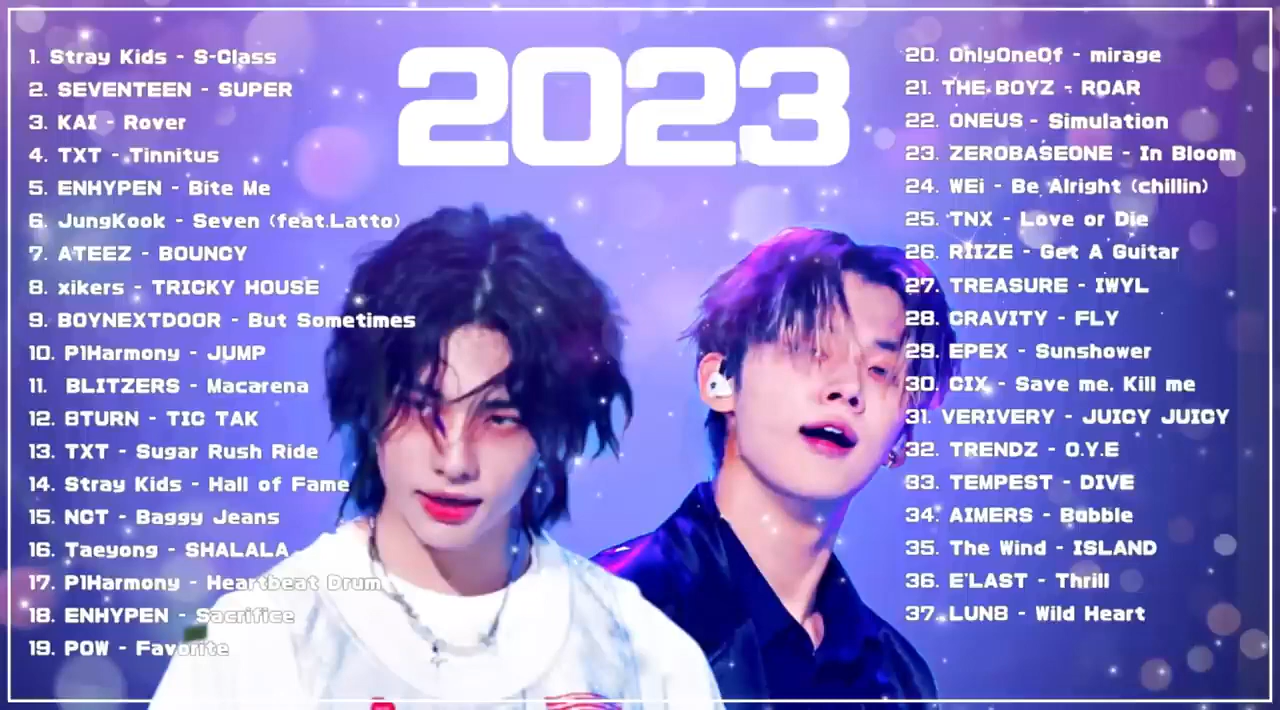 2023
1. Stray Kids - S-Class
2. SEVENTEEN - SUPER
3. KAI - Rover
4. TXT - Tinnitus
5. ENHYPEN - Bite Me
6. JungKook - Seven (feat.Latto)
7. ATEEZ - BOUNCY
8. xikers - TRICKY HOUSE
9. BOYNEXTDOOR - But Sometimes
10. P1Harmony - JUMP
11. BLITZERS - Macarena
12. 8TURN - TIC TAK
13. TXT - Sugar Rush Ride
14. Stray Kids - Hall of Fame
15. NCT - Baggy Jeans
16. Taeyong - SHALALA
17. P1Harmony - Heartbeat Drum
18. ENHYPEN - Sacrifice
19. POW - Favorite
20. OnlyOneOf - mirage
21. THE BOYZ - ROAR
22. ONEUS - Simulation
23. ZEROBASEONE - In Bloom
24. WEi - Be Alright (chillin)
25. TNX - Love or Die
26. RIIZE - Get A Guitar
27. TREASURE - IWYL
28. CRAVITY - FLY
29. EPEX - Sunshower
30. CIX - Save me, Kill me
31. VERIVERY - JUICY JUICY
32. TRENDZ - O.Y.E
33. TEMPEST - DIVE
34. AIMERS - Bubble
35. The Wind - ISLAND
36. E'LAST - Thrill
37. LUN8 - Wild Heart